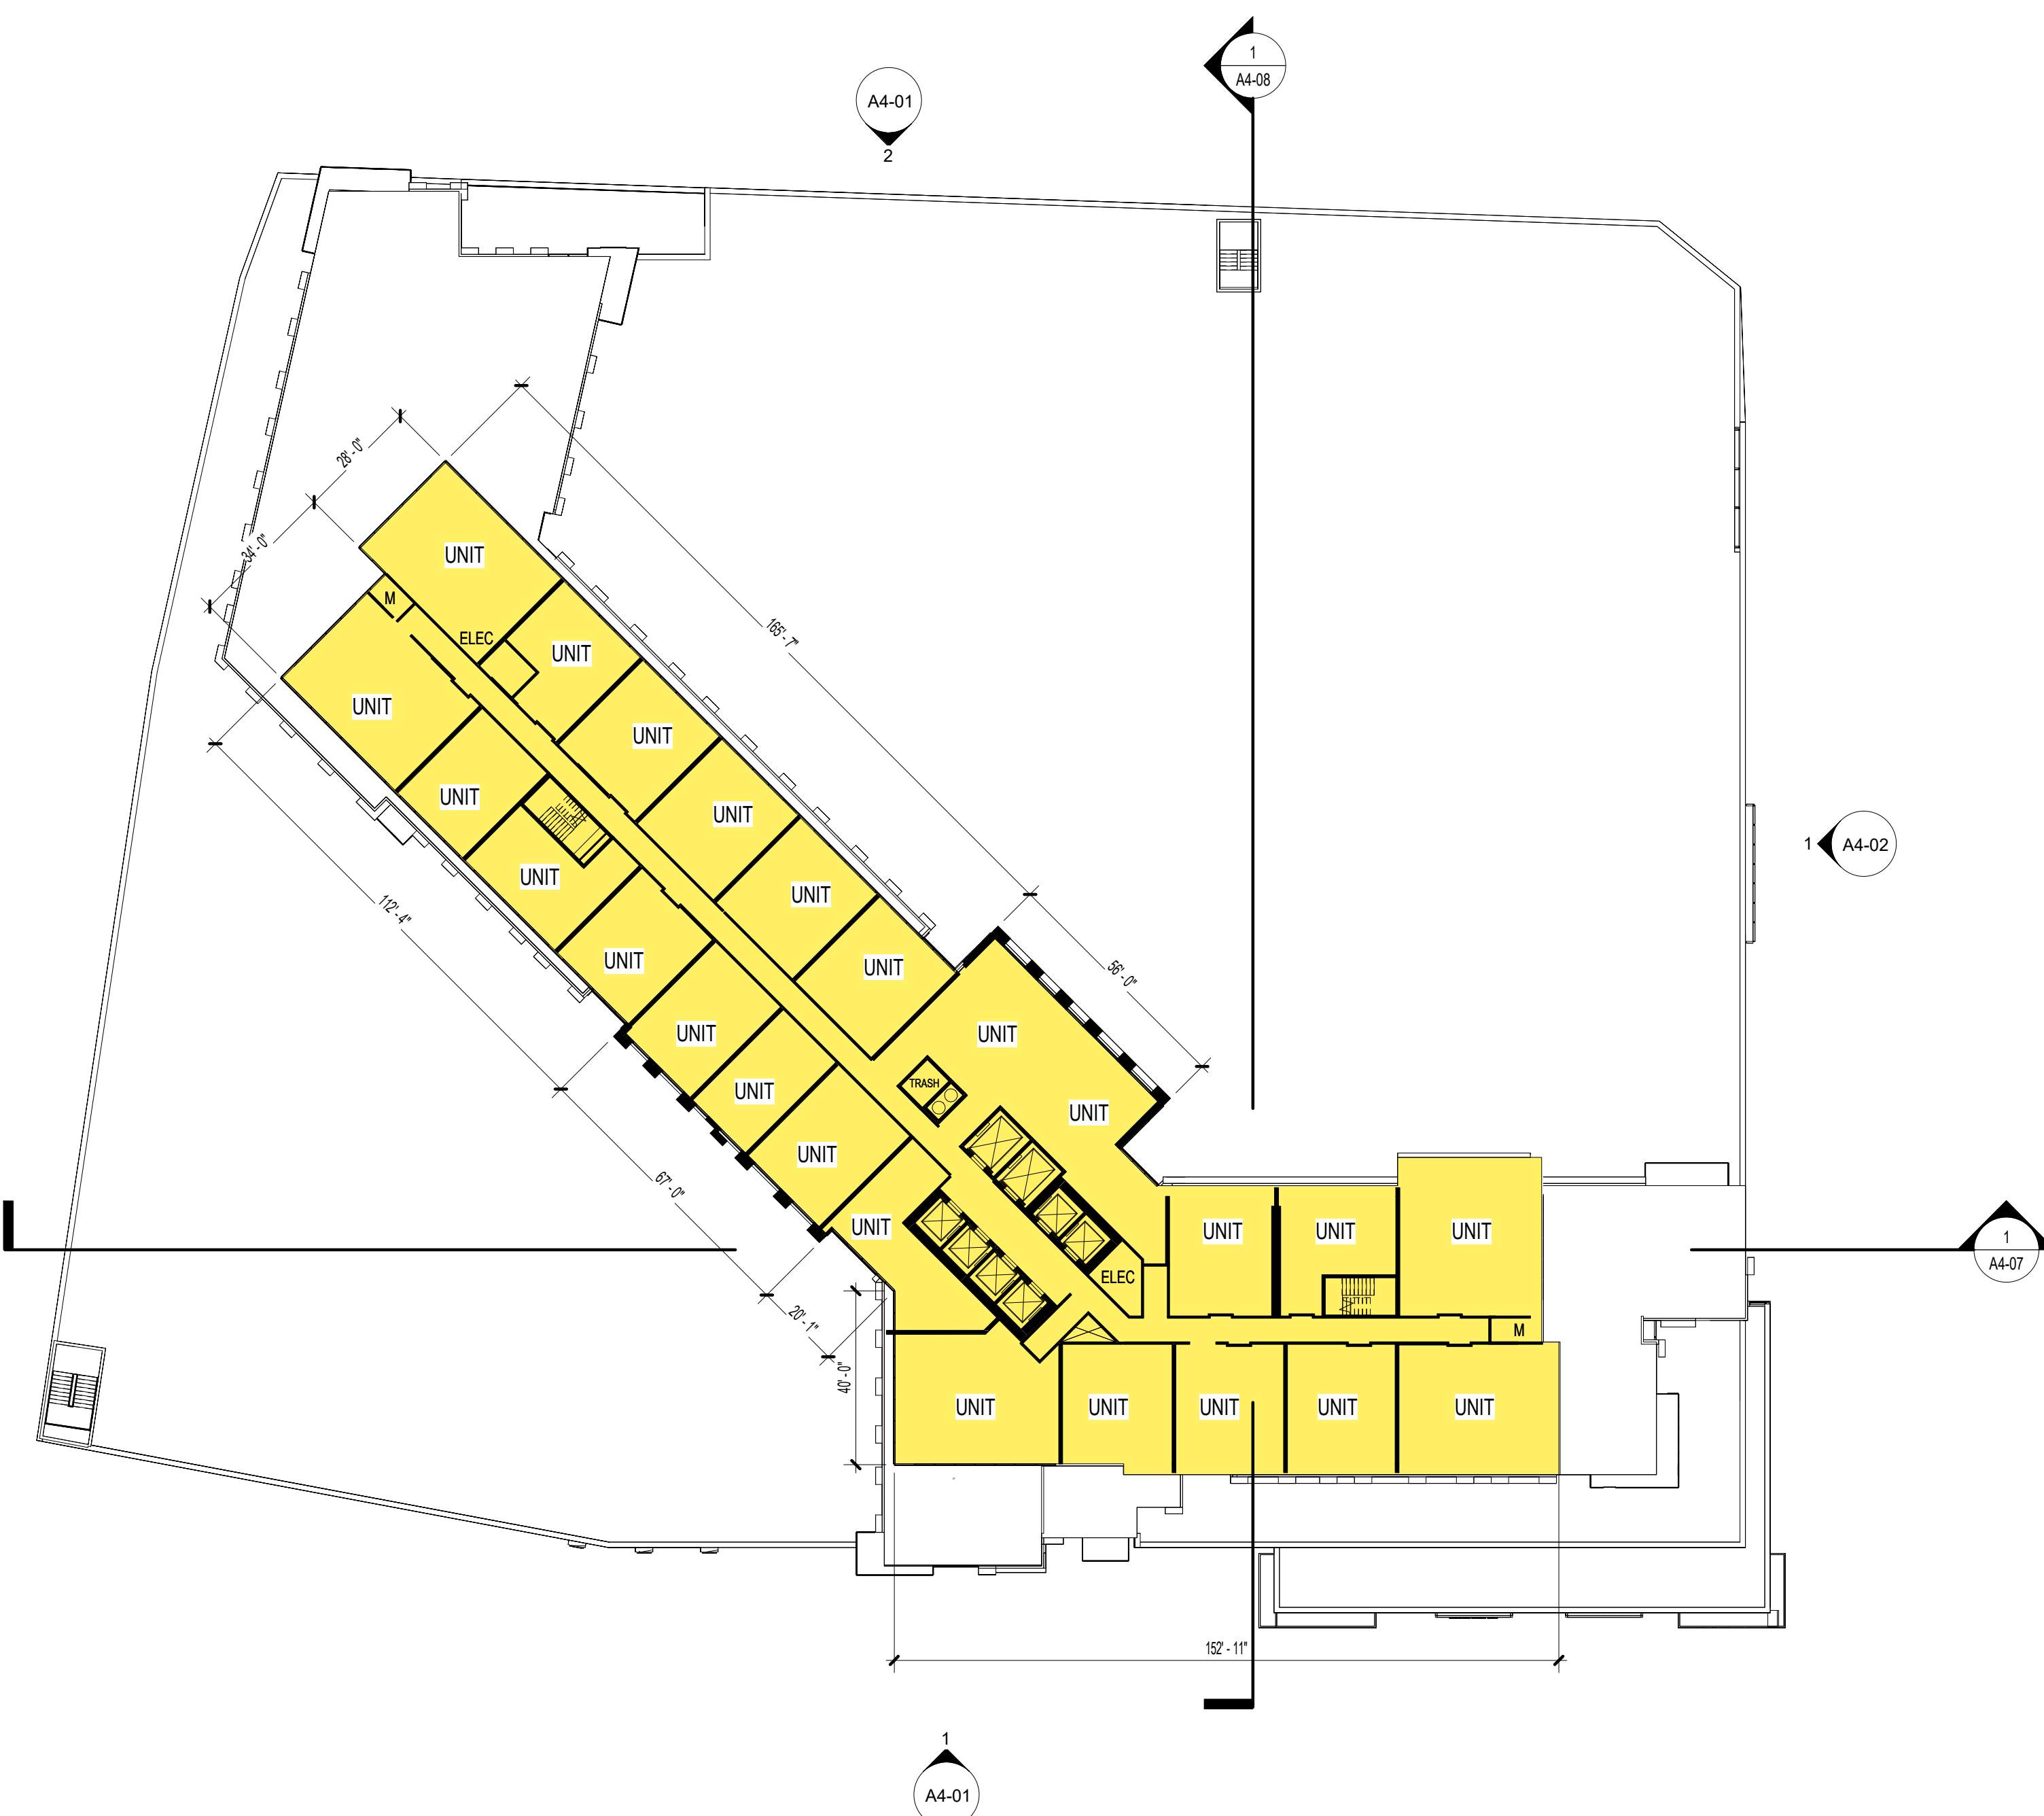 1
A4-08
A4-01
2
28' - 0"
34' - 0"
165' - 7"
UNIT
M
ELEC
UNIT
UNIT
UNIT
UNIT
UNIT
UNIT
UNIT
1
A4-02
UNIT
112' - 4"
UNIT
UNIT
56' - 0"
UNIT
UNIT
TRASH
UNIT
UNIT
UNIT
67' - 0"
UNIT
UNIT
UNIT
UNIT
1
A4-07
ELEC
20' - 1"
M
40' - 0"
UNIT
UNIT
UNIT
UNIT
UNIT
152' - 11"
1
A4-01